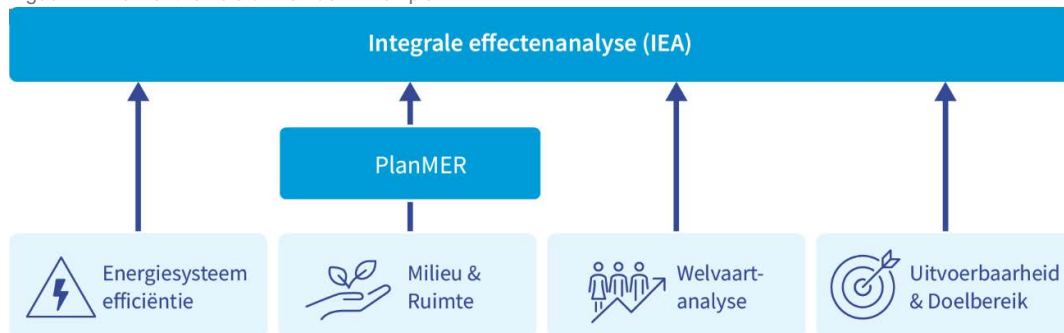 Integrale effectenanalyse (IEA)
PlanMER
Energiesysteem
efficiëntie
Milieu &
Ruimte
Welvaart-
analyse
Uitvoerbaarheid
& Doelbereik